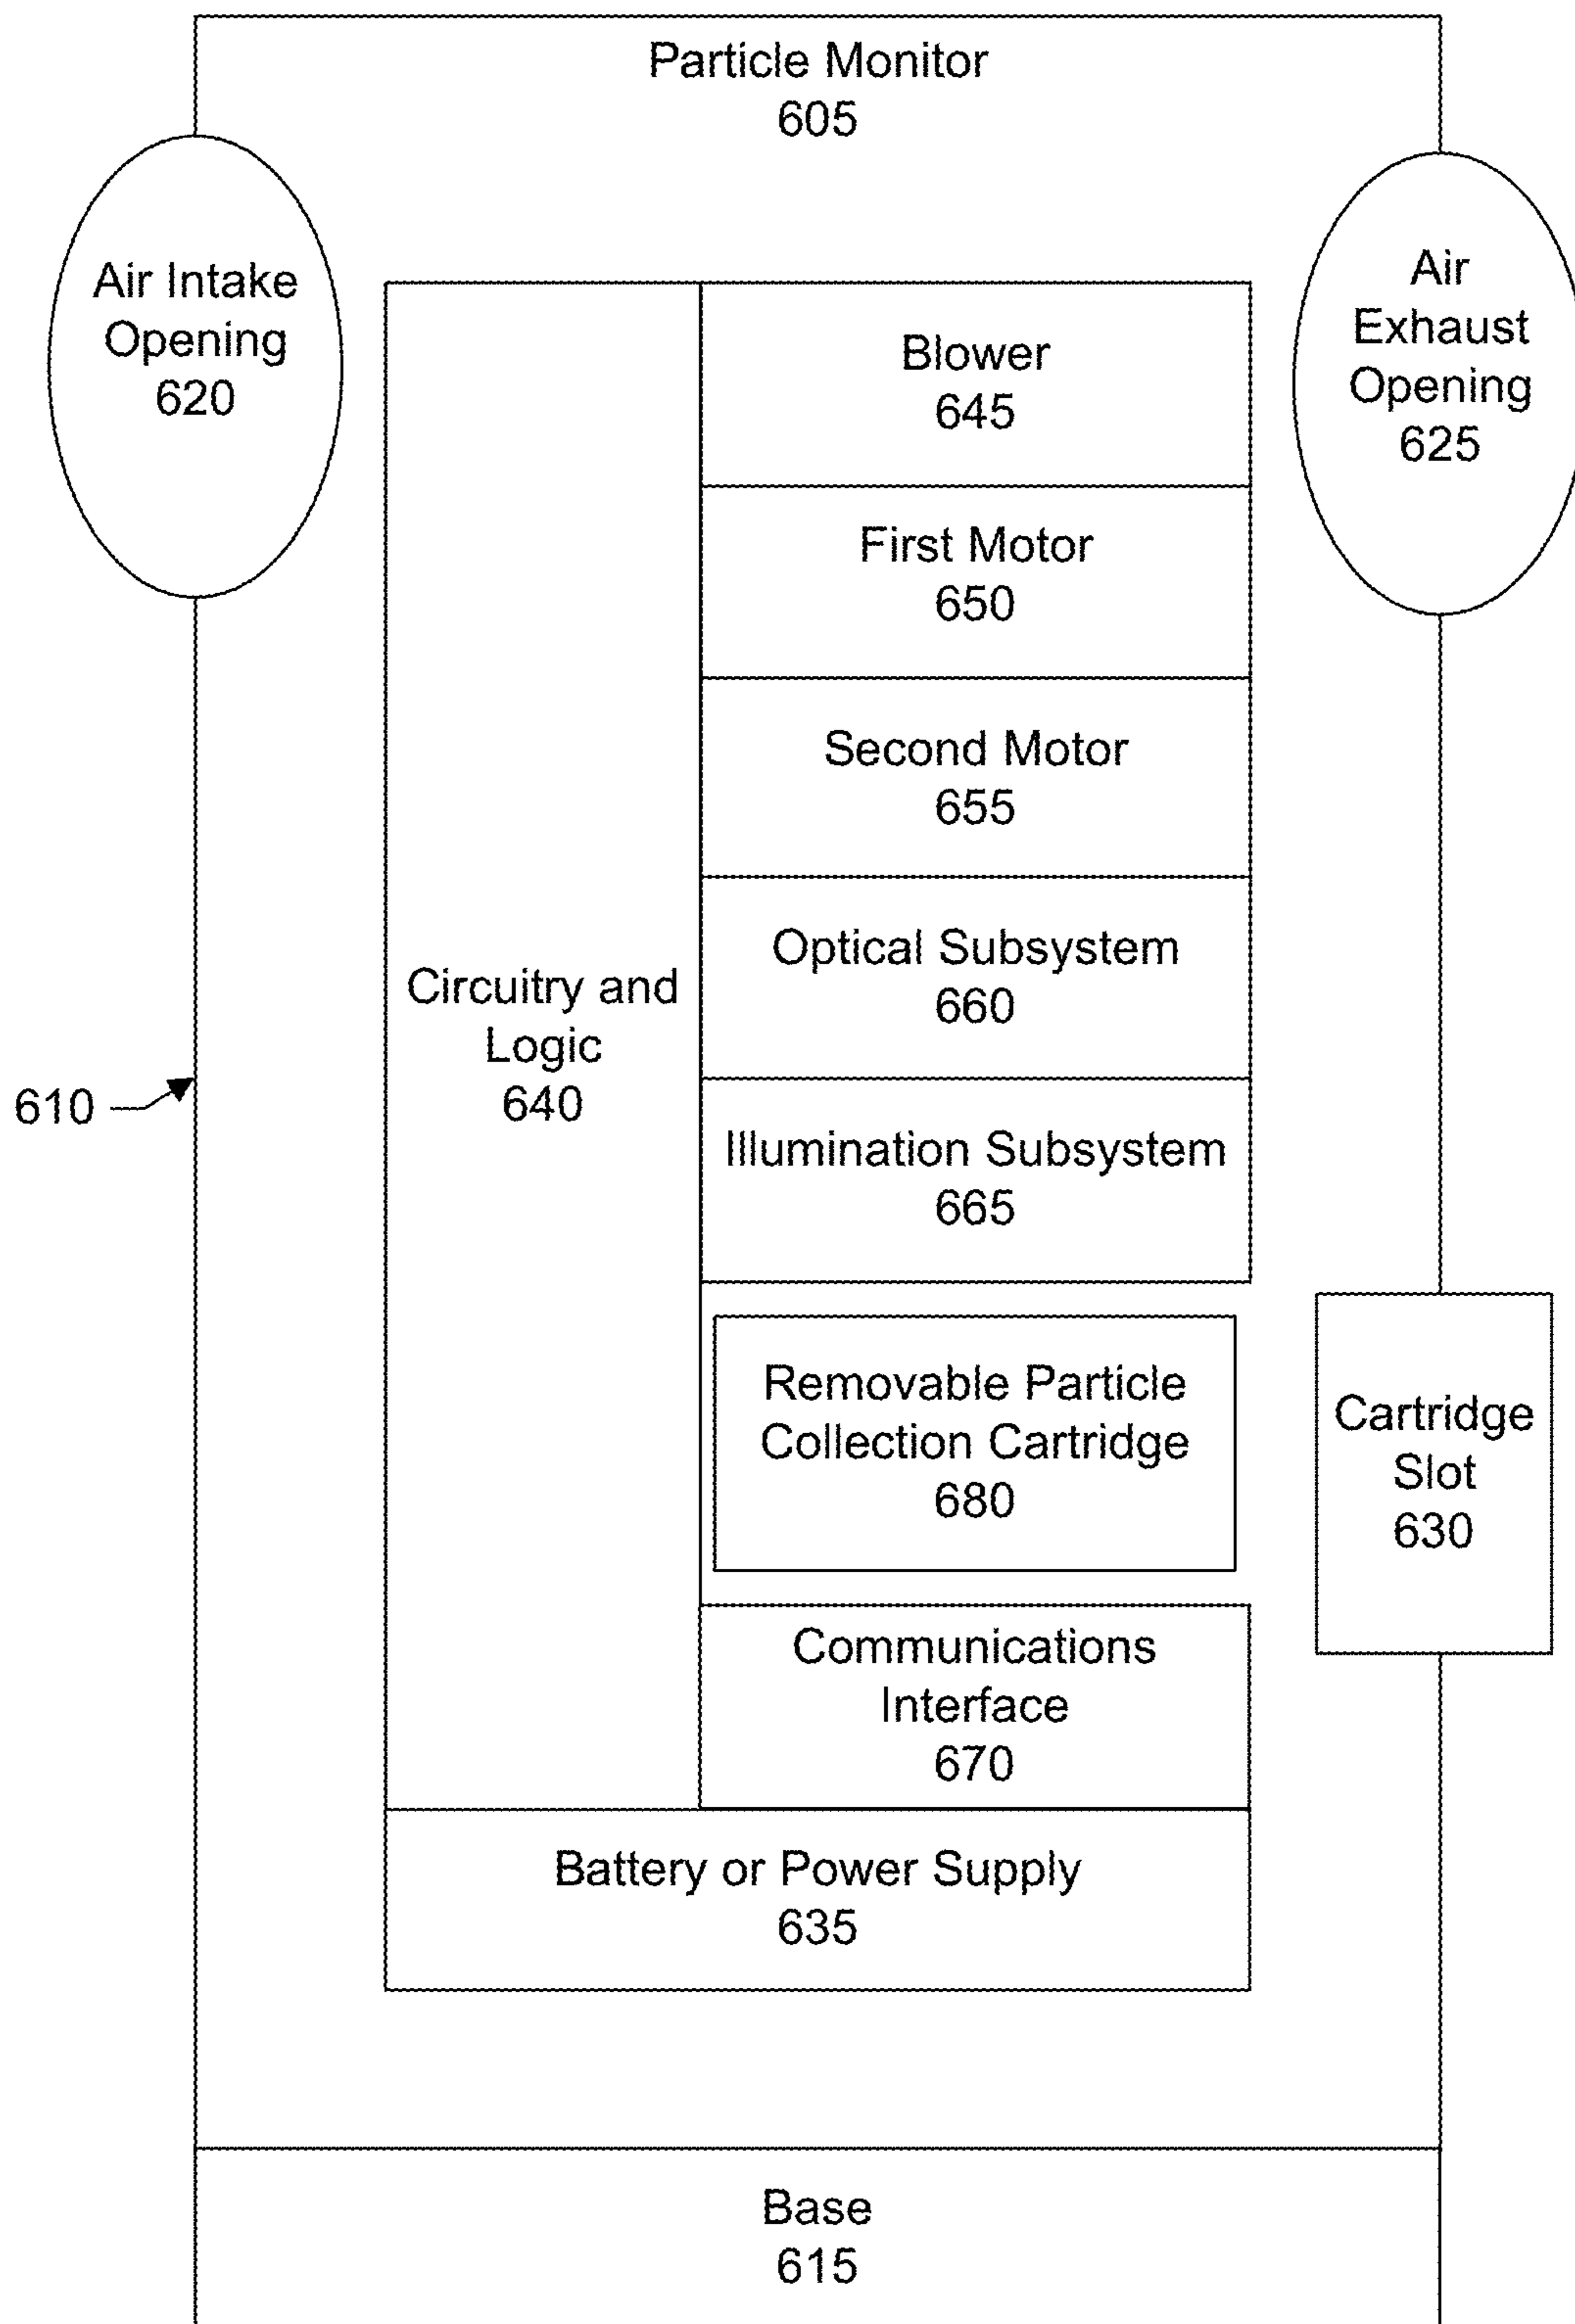 Particle Monitor
605
Air Intake
Opening
620
Air
Exhaust
Opening
625
Blower
645
First Motor
650
Second Motor
655
Optical Subsystem
660
Circuitry and
Logic
640
610
Illumination Subsystem
665
Removable Particle
Collection Cartridge
680
Cartridge
Slot
630
Communications
Interface
670
Battery or Power Supply
635
Base
615